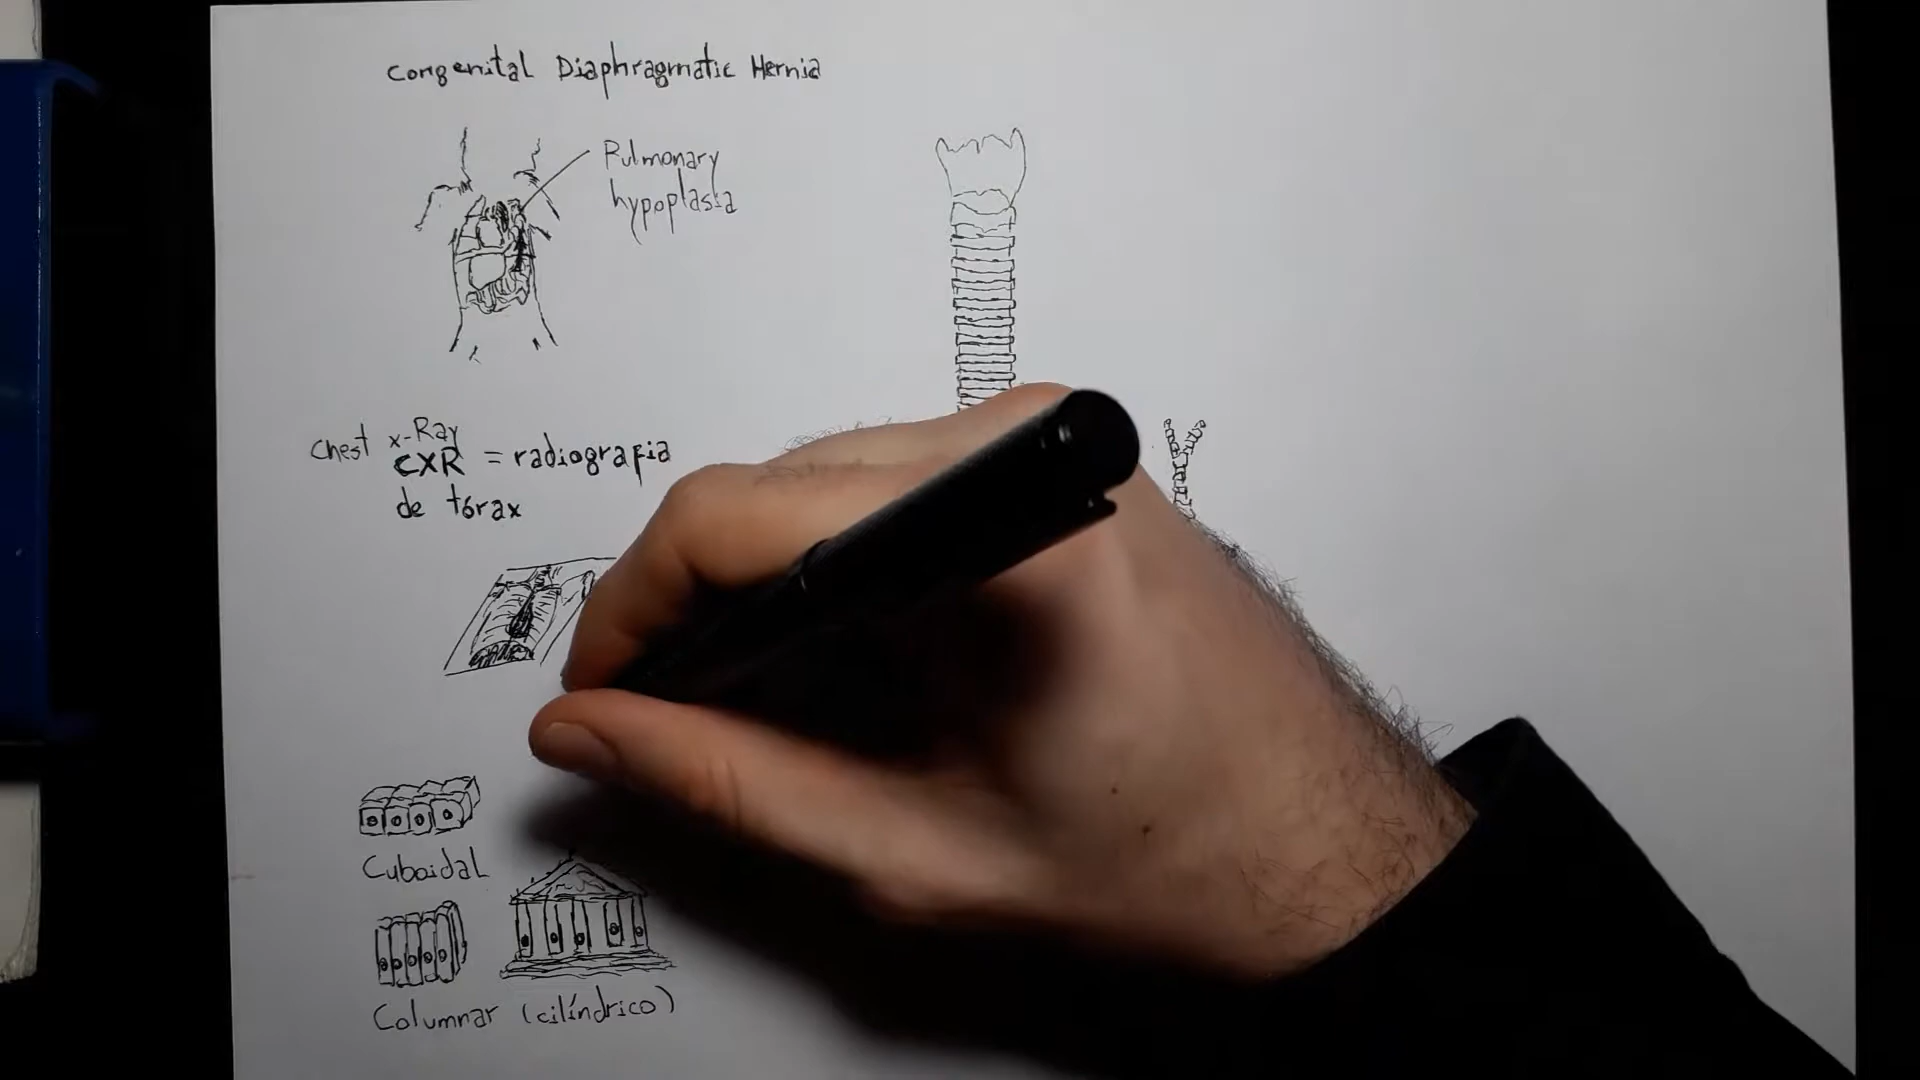 Congenital Diaphragmatic Hernia
Pulmonary
hypoplasia
Chest x-Ray
CXR = radiografia
de tórax
Cuboidal
Columnar (cilíndrico)